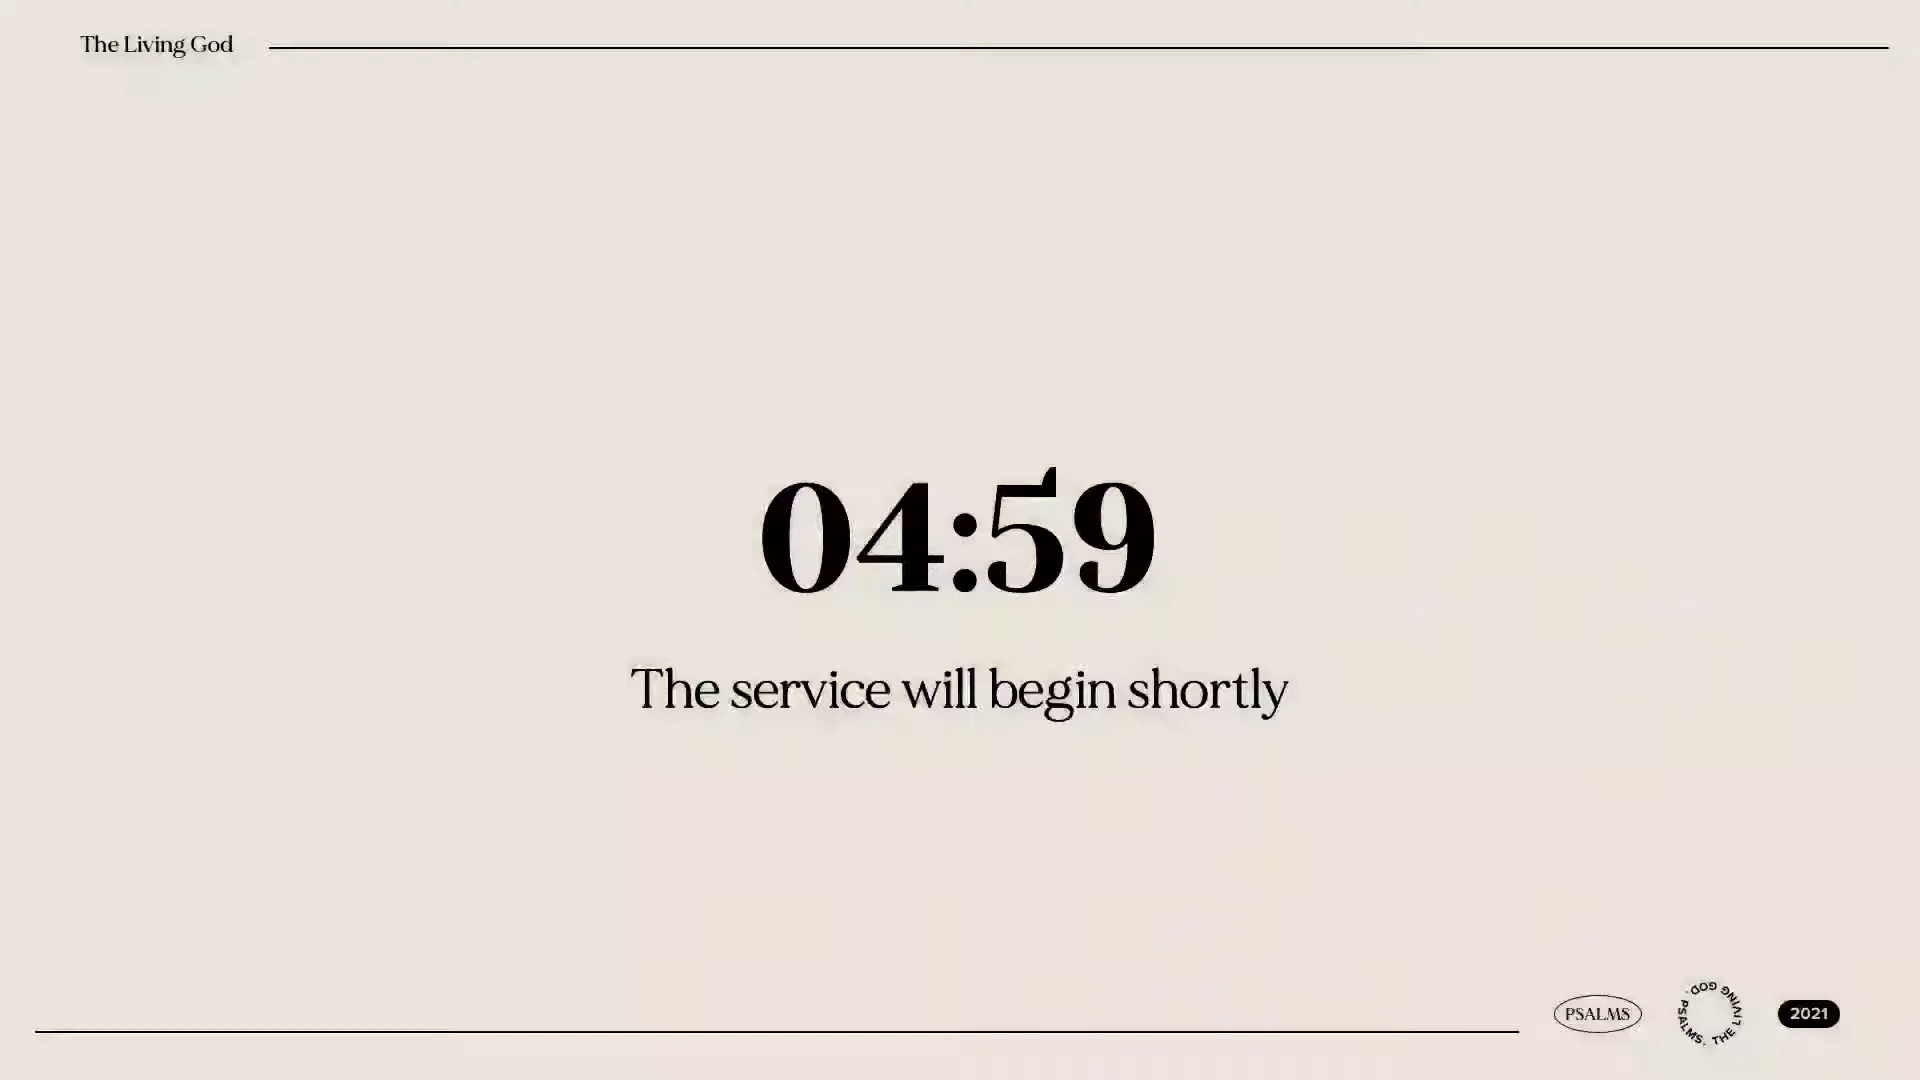 The Living God
04:59
The service will begin shortly
PSALMS
PSALMS. THE LIVING GOD.
2021